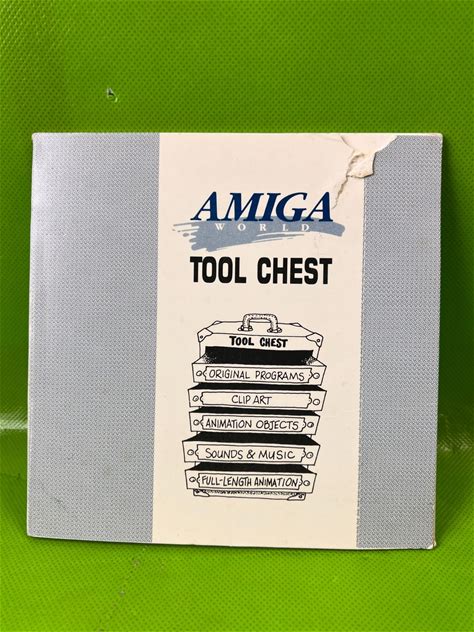 AMIGA
WORLD
TOOL CHEST
TOOL CHEST
ORIGINAL PROGRAMS
CLIP ART
ANIMATION OBJECTS
SOUNDS & MUSIC
FULL-LENGTH ANIMATION